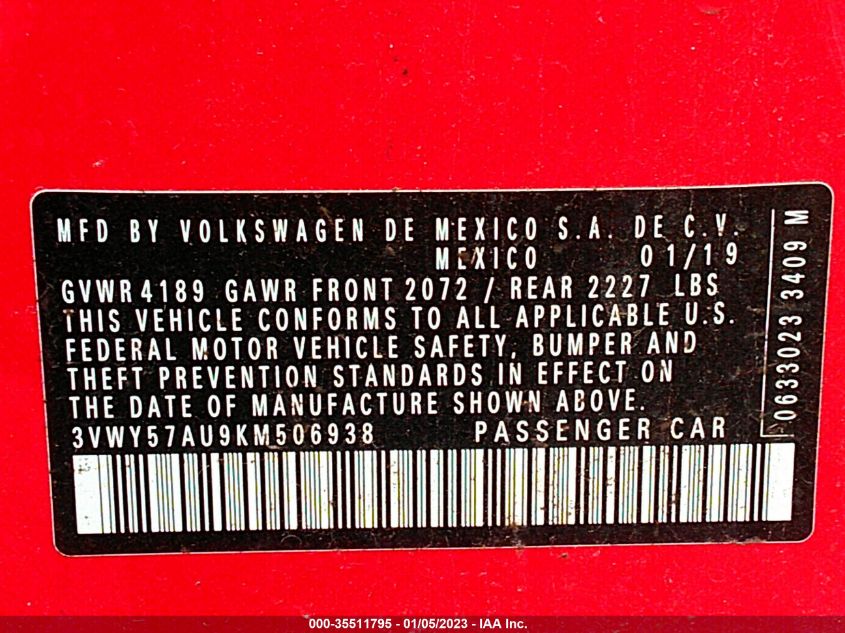 MFD BY VOLKSWAGEN DE MEXICO S.A. DE C.V.
MEXICO 01/19
GVWR 4189 GAWR FRONT 2072 / REAR 2227 LBS
THIS VEHICLE CONFORMS TO ALL APPLICABLE U.S.
FEDERAL MOTOR VEHICLE SAFETY, BUMPER AND
THEFT PREVENTION STANDARDS IN EFFECT ON
THE DATE OF MANUFACTURE SHOWN ABOVE.
3VWY57AU9KM506938 PASSENGER CAR
0633023 3409 M
000-35511795 - 01/05/2023 - IAA Inc.